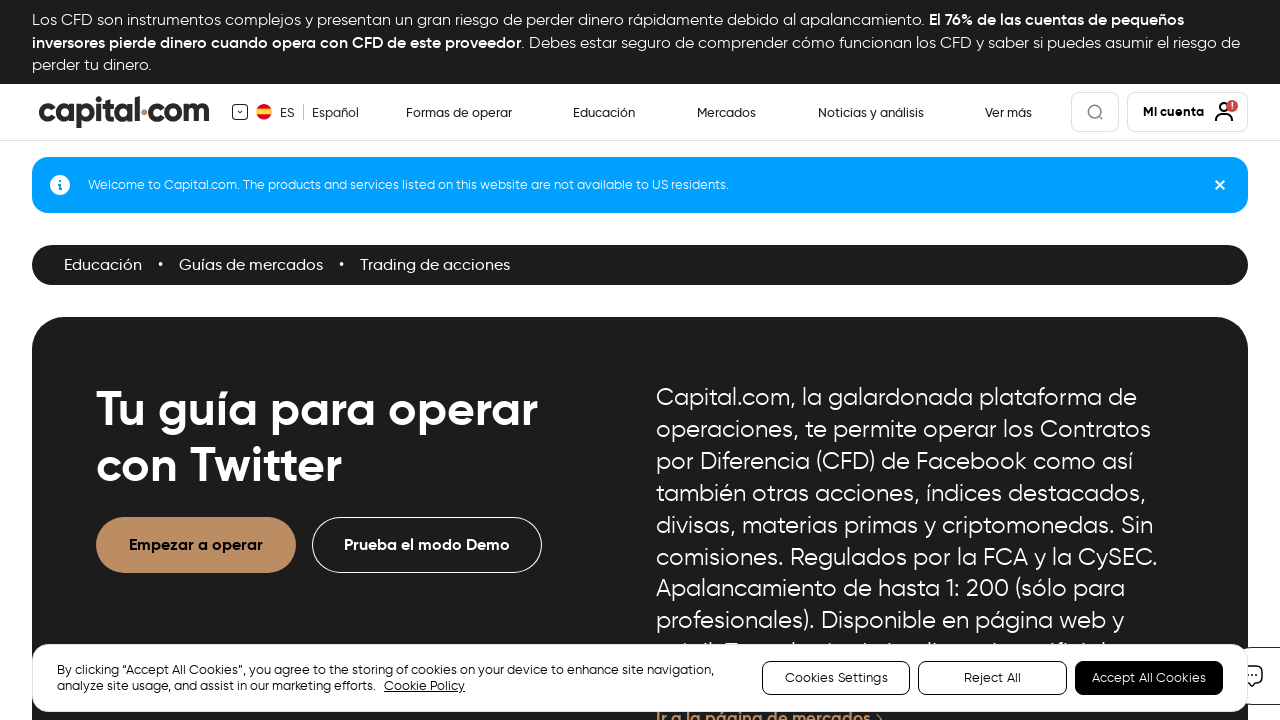 Los CFD son instrumentos complejos y presentan un gran riesgo de perder dinero rápidamente debido al apalancamiento. El 76% de las cuentas de pequeños
inversores pierde dinero cuando opera con CFD de este proveedor. Debes estar seguro de comprender cómo funcionan los CFD y saber si puedes asumir el riesgo de
perder tu dinero.
capital.com ES Español Formas de operar Educación Mercados Noticias y análisis Ver más Mi cuenta
Welcome to Capital.com. The products and services listed on this website are not available to US residents.
Educación • Guías de mercados • Trading de acciones
Tu guía para operar
con Twitter
Empezar a operar Prueba el modo Demo
Capital.com, la galardonada plataforma de
operaciones, te permite operar los Contratos
por Diferencia (CFD) de Facebook como así
también otras acciones, índices destacados,
divisas, materias primas y criptomonedas. Sin
comisiones. Regulados por la FCA y la CySEC.
Apalancamiento de hasta 1: 200 (sólo para
profesionales). Disponible en página web y
Ir a la página de mercados
By clicking “Accept All Cookies”, you agree to the storing of cookies on your device to enhance site navigation,
analyze site usage, and assist in our marketing efforts. Cookie Policy
Cookies Settings Reject All Accept All Cookies